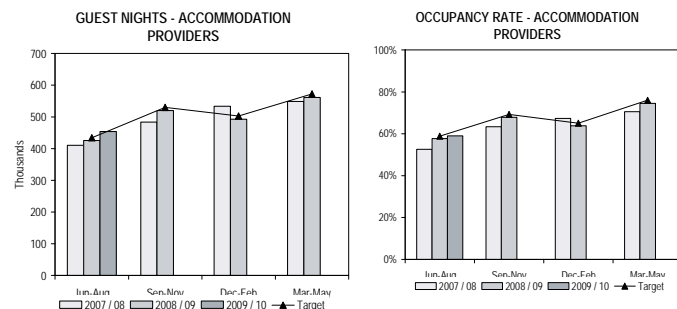 GUEST NIGHTS - ACCOMMODATION
PROVIDERS
700
600
500
400
300
200
100
0
Thousands
Jun-Aug Sep-Nov Dec-Feb Mar-May
2007 / 08 2008 / 09 2009 / 10 Target
OCCUPANCY RATE - ACCOMMODATION
PROVIDERS
100%
80%
60%
40%
20%
0%
Jun-Aug Sep-Nov Dec-Feb Mar-May
2007 / 08 2008 / 09 2009 / 10 Target